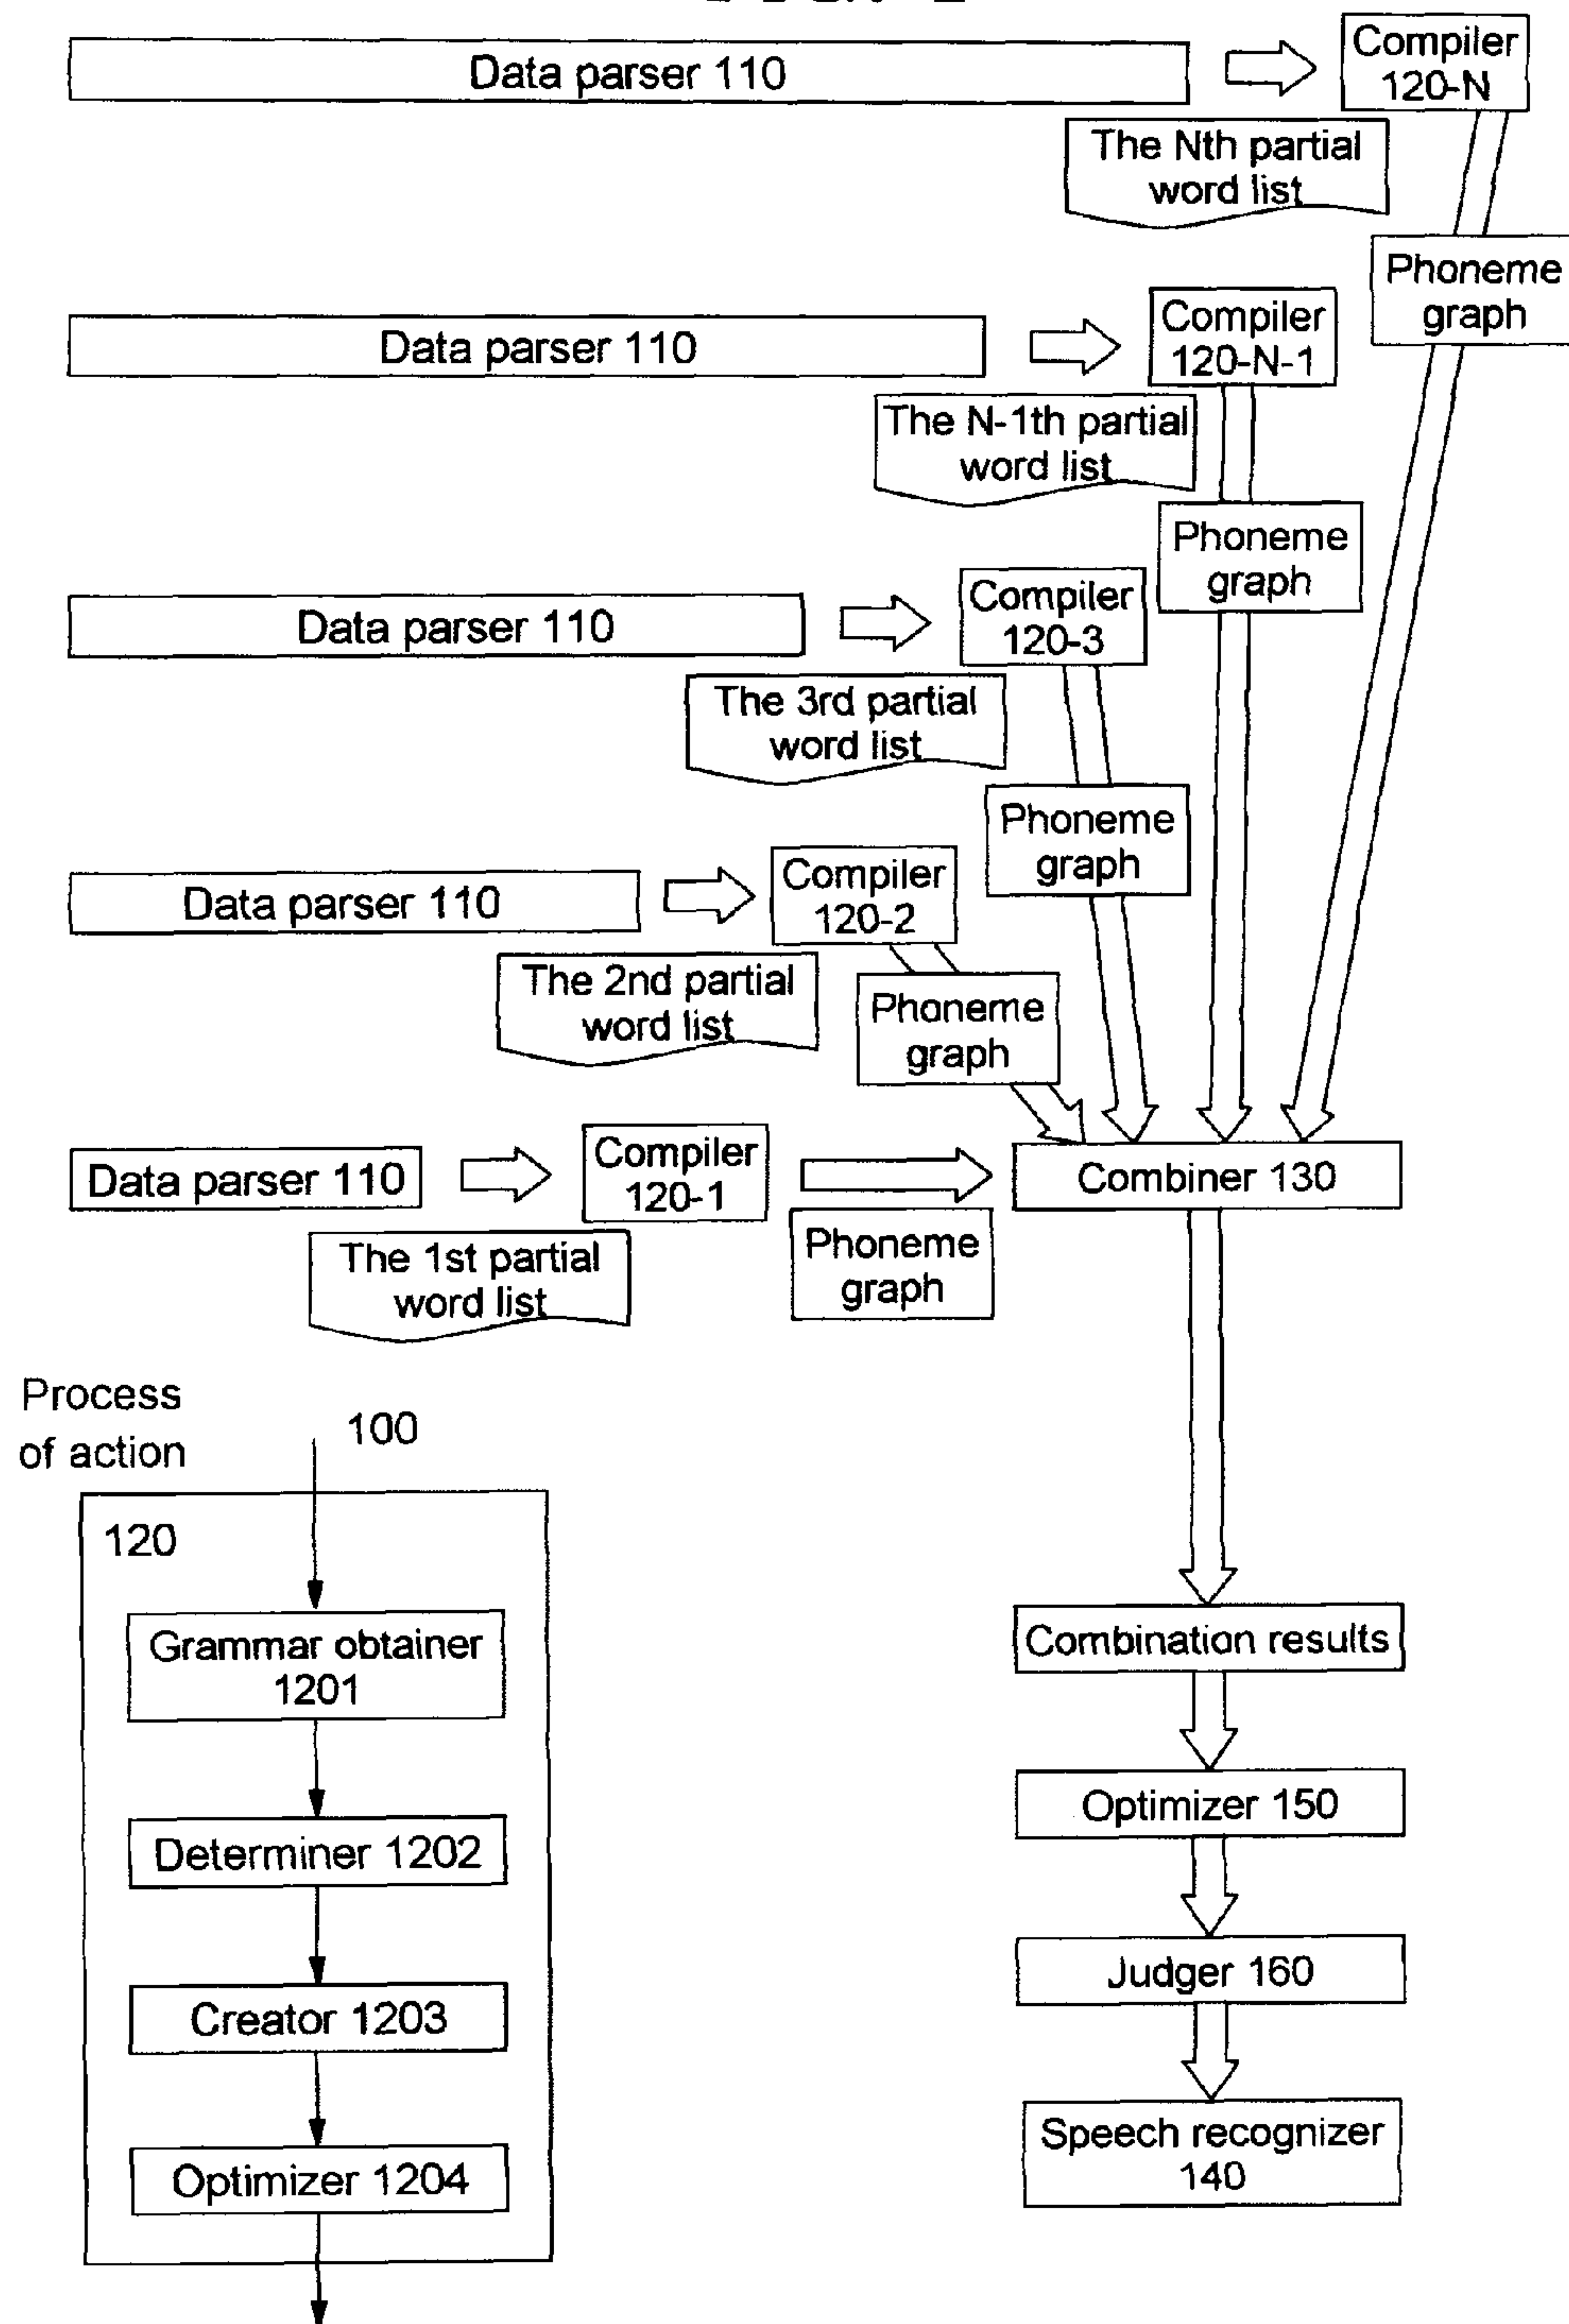 Data parser 110
Compiler
120-N
The Nth partial
word list
Phoneme
graph
Data parser 110
Compiler
120-N-1
The N-1th partial
word list
Phoneme
graph
Data parser 110
Compiler
120-3
The 3rd partial
word list
Phoneme
graph
Data parser 110
Compiler
120-2
The 2nd partial
word list
Phoneme
graph
Data parser 110
Compiler
120-1
Combiner 130
The 1st partial
word list
Phoneme
graph
Process
of action
100
120
Grammar obtainer
1201
Determiner 1202
Creator 1203
Optimizer 1204
Combination results
Optimizer 150
Judger 160
Speech recognizer
140